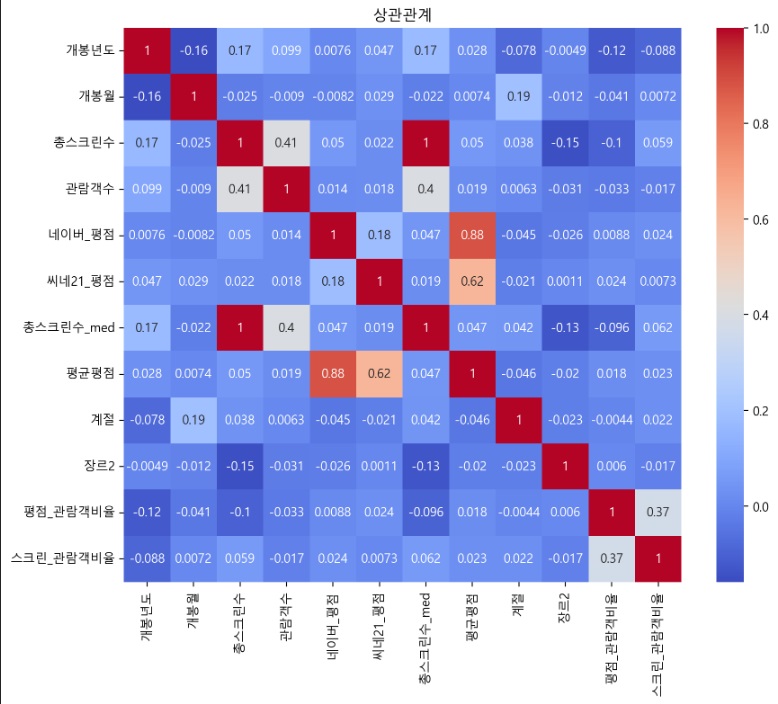 상관관계
개봉년도 1 -0.16 0.17 0.099 0.0076 0.047 0.17 0.028 -0.078 -0.0049 -0.12 -0.088
개봉월 -0.16 1 -0.025 -0.009 -0.0082 0.029 -0.022 0.0074 0.19 -0.012 -0.041 0.0072
총스크린수 0.17 -0.025 1 0.41 0.05 0.022 1 0.05 0.038 -0.15 -0.1 0.059
관람객수 0.099 -0.009 0.41 1 0.014 0.018 0.4 0.019 0.0063 -0.031 -0.033 -0.017
네이버_평점 0.0076 -0.0082 0.05 0.014 1 0.18 0.047 0.88 -0.045 -0.026 0.0088 0.024
씨네21_평점 0.047 0.029 0.022 0.018 0.18 1 0.019 0.62 -0.021 0.0011 0.024 0.0073
총스크린수_med 0.17 -0.022 1 0.4 0.047 0.019 1 0.047 0.042 -0.13 -0.096 0.062
평균평점 0.028 0.0074 0.05 0.019 0.88 0.62 0.047 1 -0.046 -0.02 0.018 0.023
계절 -0.078 0.19 0.038 0.0063 -0.045 -0.021 0.042 -0.046 1 -0.023 -0.0044 0.022
장르2 -0.0049 -0.012 -0.15 -0.031 -0.026 0.0011 -0.13 -0.02 -0.023 1 0.006 -0.017
평점_관람객비율 -0.12 -0.041 -0.1 -0.033 0.0088 0.024 -0.096 0.018 -0.0044 0.006 1 0.37
스크린_관람객비율 -0.088 0.0072 0.059 -0.017 0.024 0.0073 0.062 0.023 0.022 -0.017 0.37 1
개봉년도
개봉월
총스크린수
관람객수
네이버_평점
씨네21_평점
총스크린수_med
평균평점
계절
장르2
평점_관람객비율
스크린_관람객비율
1.0
0.8
0.6
0.4
0.2
0.0